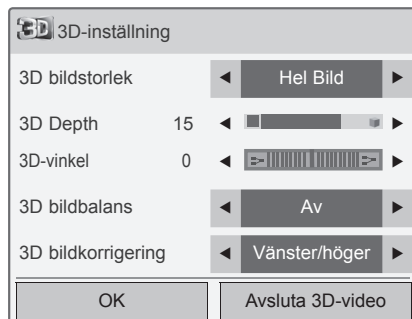 3D 3D-inställning
3D bildstorlek Hel Bild
3D Depth 15
3D-vinkel 0
3D bildbalans Av
3D bildkorrigering Vänster/höger
OK Avsluta 3D-video